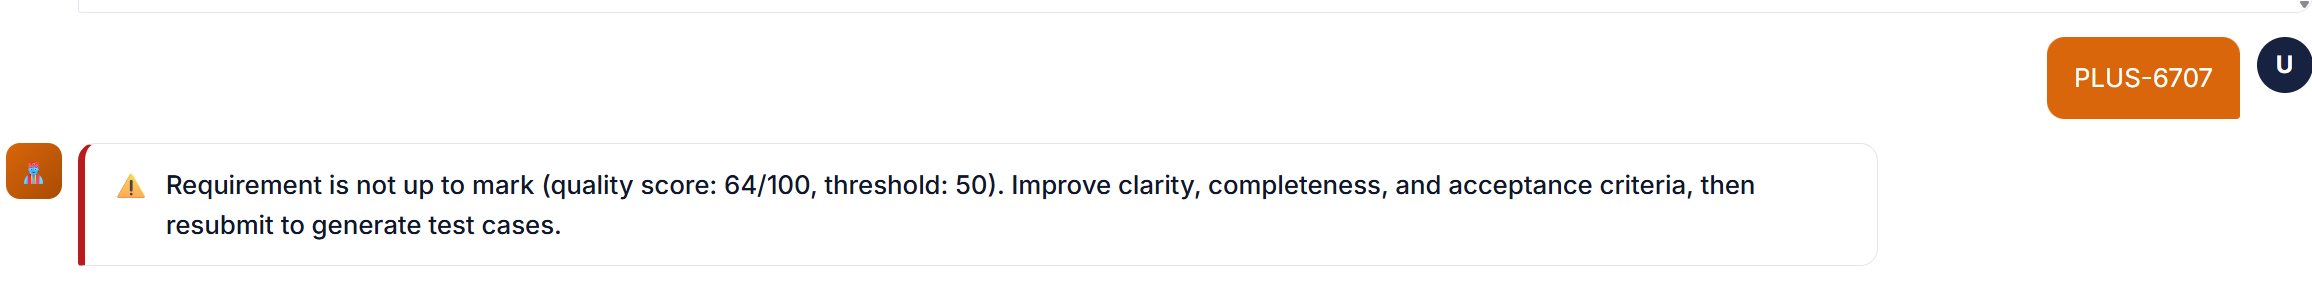 PLUS-6707
U
⚠️ Requirement is not up to mark (quality score: 64/100, threshold: 50). Improve clarity, completeness, and acceptance criteria, then
resubmit to generate test cases.